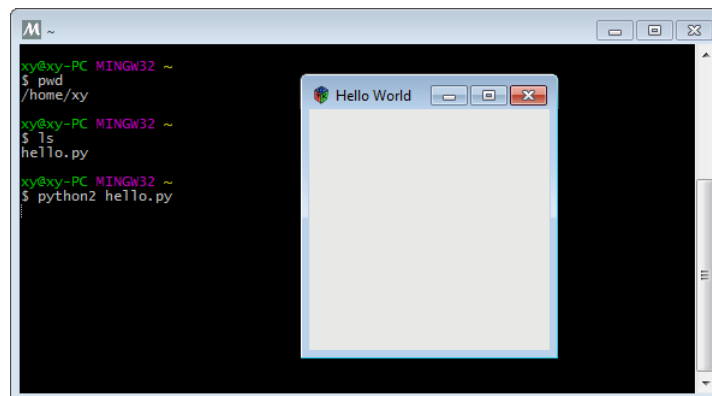 M ~
xy@xy-PC MINGW32 ~
$ pwd
/home/xy
xy@xy-PC MINGW32 ~
$ ls
hello.py
xy@xy-PC MINGW32 ~
$ python2 hello.py
Hello World